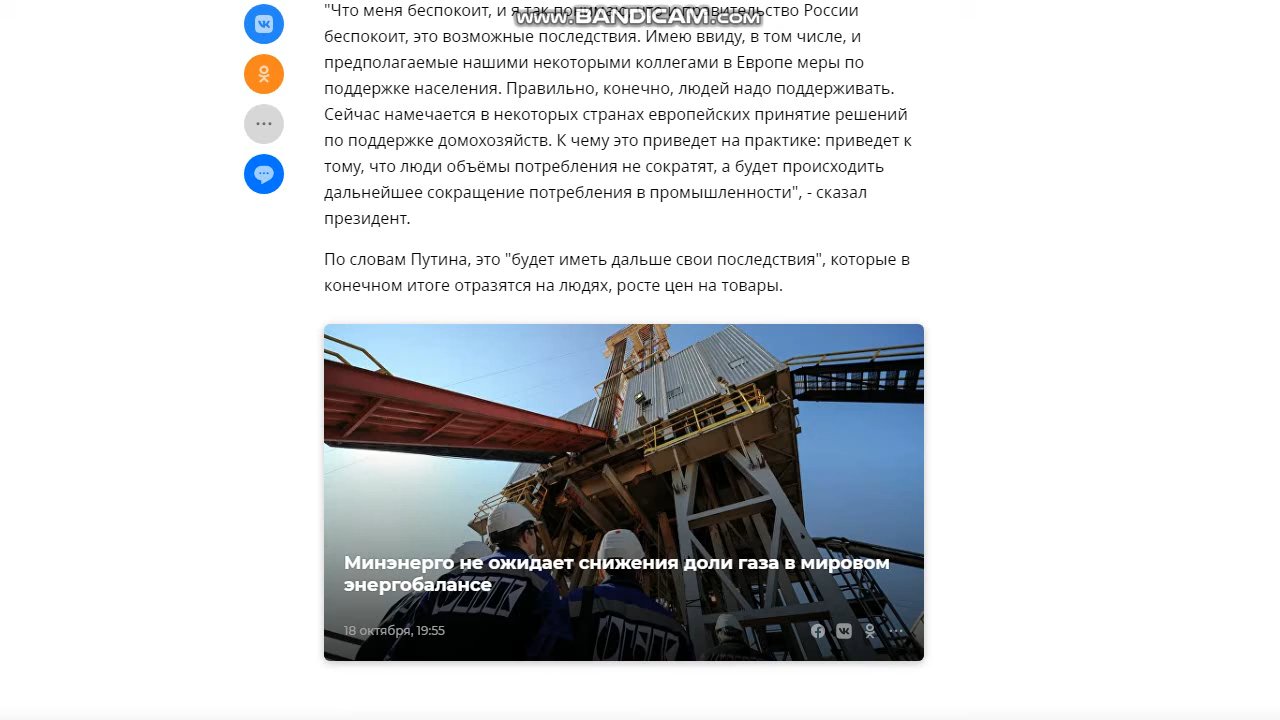 www.BANDICAM.com
"Что меня беспокоит, и я так понимаю, что и правительство России
беспокоит, это возможные последствия. Имею ввиду, в том числе, и
предполагаемые нашими некоторыми коллегами в Европе меры по
поддержке населения. Правильно, конечно, людей надо поддерживать.
Сейчас намечается в некоторых странах европейских принятие решений
по поддержке домохозяйств. К чему это приведет на практике: приведет к
тому, что люди объёмы потребления не сократят, а будет происходить
дальнейшее сокращение потребления в промышленности", - сказал
президент.
По словам Путина, это "будет иметь дальше свои последствия", которые в
конечном итоге отразятся на людях, росте цен на товары.
Минэнерго не ожидает снижения доли газа в мировом
энергобалансе
18 октября, 19:55